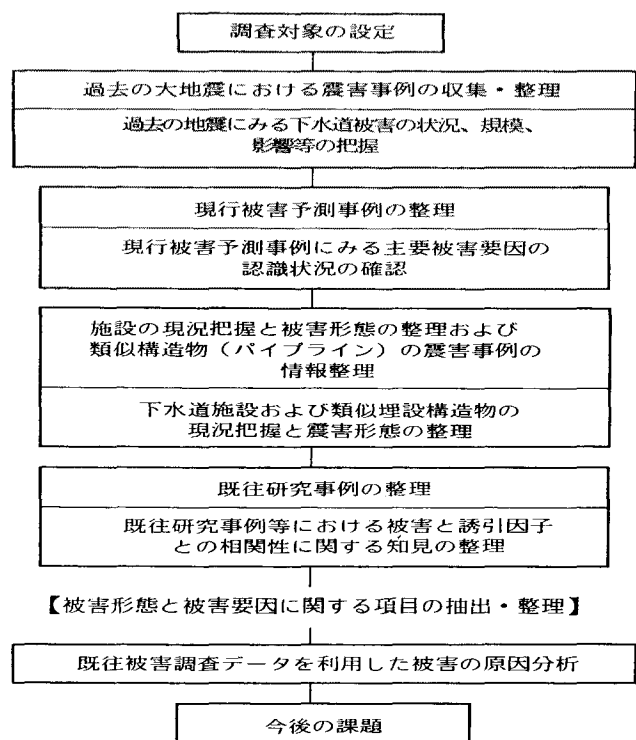 調査対象の設定
過去の大地震における震害事例の収集・整理
過去の地震にみる下水道被害の状況、規模、
影響等の把握
現行被害予測事例の整理
現行被害予測事例にみる主要被害要因の
認識状況の確認
施設の現況把握と被害形態の整理および
類似構造物（パイプライン）の震害事例の
情報整理
下水道施設および類似埋設構造物の
現況把握と震害形態の整理
既往研究事例の整理
既往研究事例等における被害と誘引因子
との相関性に関する知見の整理
【被害形態と被害要因に関する項目の抽出・整理】
既往被害調査データを利用した被害の原因分析
今後の課題